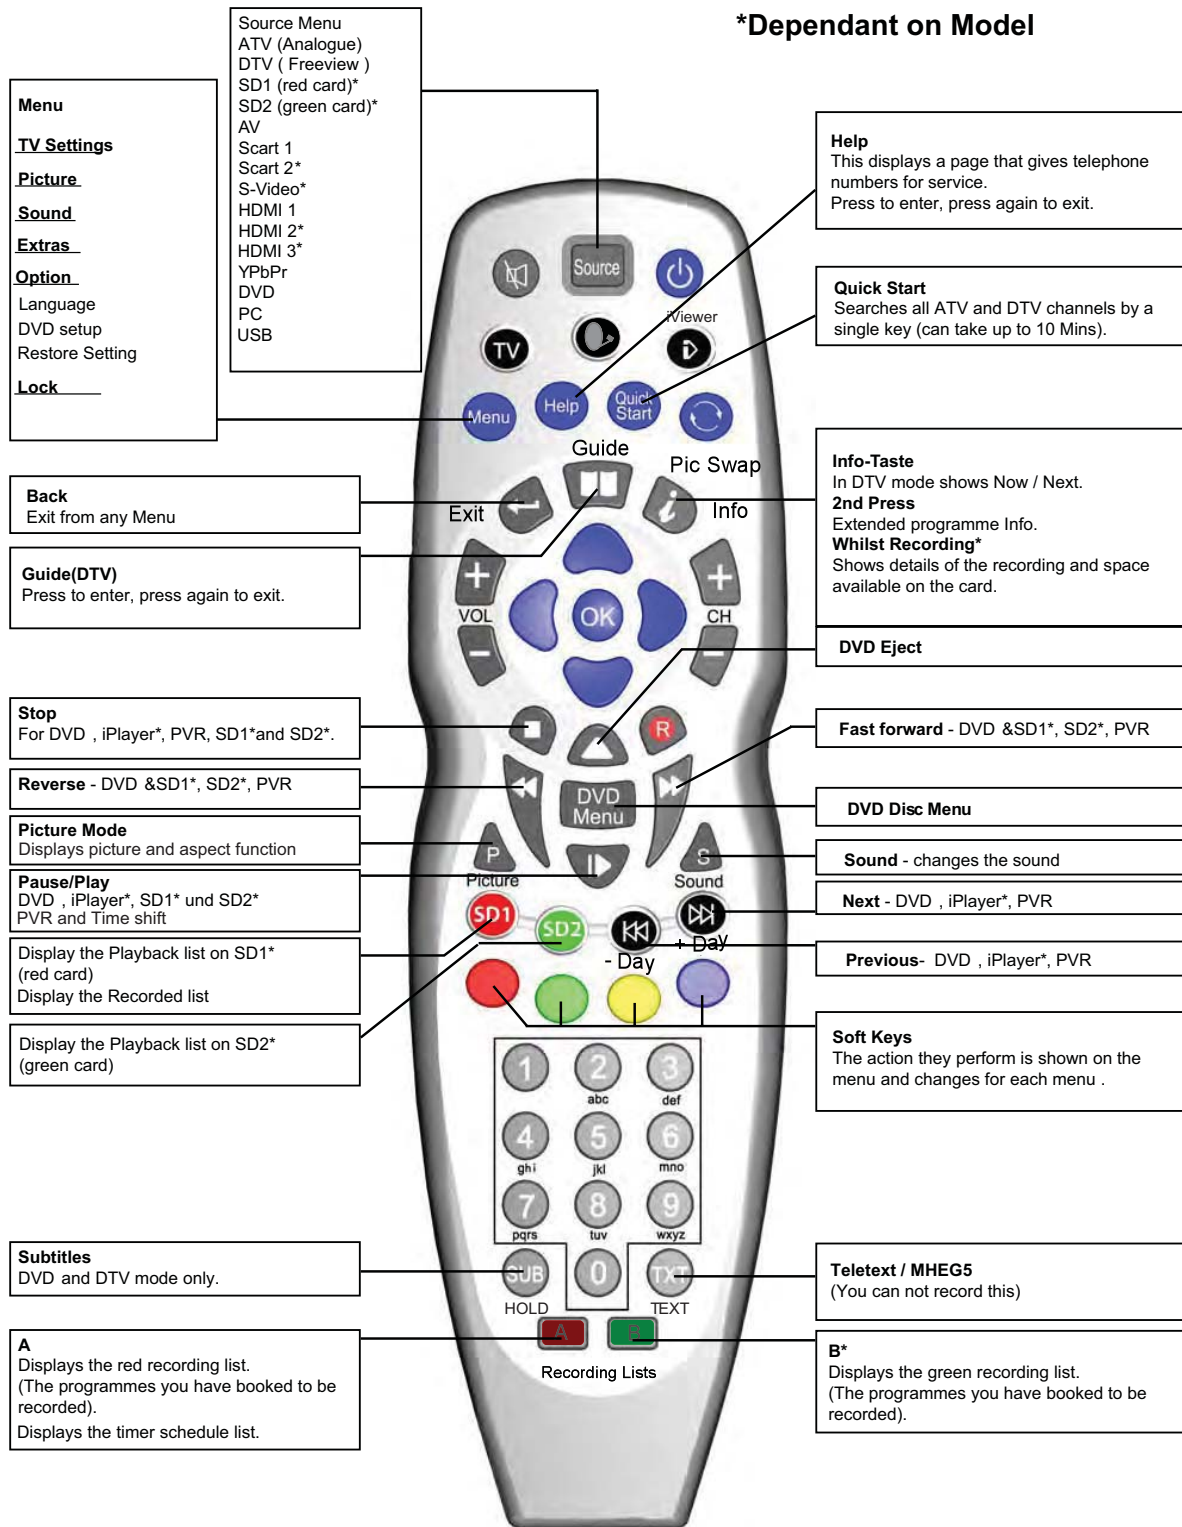 *Dependant on Model
Source Menu
ATV (Analogue)
DTV ( Freeview )
SD1 (red card)*
SD2 (green card)*
AV
Scart 1
Scart 2*
S-Video*
HDMI 1
HDMI 2*
HDMI 3*
YPbPr
DVD
PC
USB
Menu
TV Settings
Picture
Sound
Extras
Option
Language
DVD setup
Restore Setting
Lock
Help
This displays a page that gives telephone
numbers for service.
Press to enter, press again to exit.
Quick Start
Searches all ATV and DTV channels by a
single key (can take up to 10 Mins).
Source
iViewer
TV
Menu
Help
Quick
Start
Guide
Pic Swap
Exit
Info
Back
Exit from any Menu
Guide(DTV)
Press to enter, press again to exit.
Info-Taste
In DTV mode shows Now / Next.
2nd Press
Extended programme Info.
Whilst Recording*
Shows details of the recording and space
available on the card.
DVD Eject
+
VOL
−
OK
+
CH
−
Stop
For DVD , iPlayer*, PVR, SD1*and SD2*.
Reverse - DVD &SD1*, SD2*, PVR
Picture Mode
Displays picture and aspect function
Pause/Play
DVD , iPlayer*, SD1* und SD2*
PVR and Time shift
Display the Playback list on SD1*
(red card)
Display the Recorded list
Display the Playback list on SD2*
(green card)
R
DVD
Menu
P
Picture
S
Sound
SD1
SD2
- Day
+ Day
Fast forward - DVD &SD1*, SD2*, PVR
DVD Disc Menu
Sound - changes the sound
Next - DVD , iPlayer*, PVR
Previous- DVD , iPlayer*, PVR
Soft Keys
The action they perform is shown on the
menu and changes for each menu .
1 2 3
abc def
4 5 6
ghi jkl mno
7 8 9
pqrs tuv wxyz
SUB 0 TXT
HOLD TEXT
A B
Recording Lists
Subtitles
DVD and DTV mode only.
A
Displays the red recording list.
(The programmes you have booked to be
recorded).
Displays the timer schedule list.
Teletext / MHEG5
(You can not record this)
B*
Displays the green recording list.
(The programmes you have booked to be
recorded).